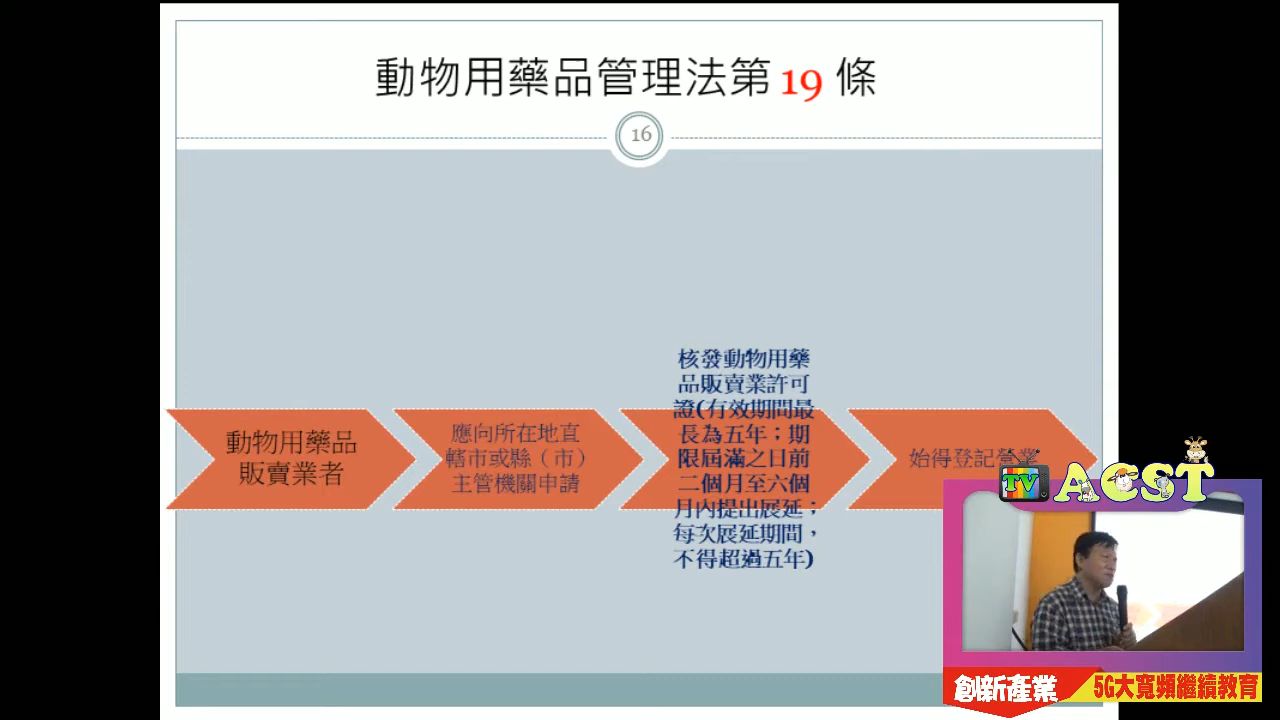 動物用藥品管理法第 19 條
16
動物用藥品
販賣業者
應向所在地直
轄市或縣（市）
主管機關申請
核發動物用藥
品販賣業許可
證(有效期間最
長為五年；期
限屆滿之日前
二個月至六個
月內提出展延；
每次展延期間，
不得超過五年)
始得登記營業
TV ACST
創新產業
5G大寬頻繼續教育